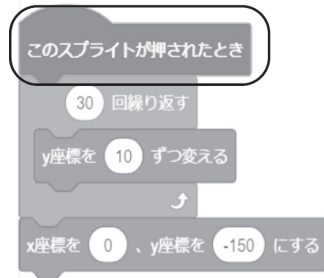 このスプライトが押されたとき
30 回繰り返す
y座標を 10 ずつ変える
x座標を 0 、y座標を -150 にする